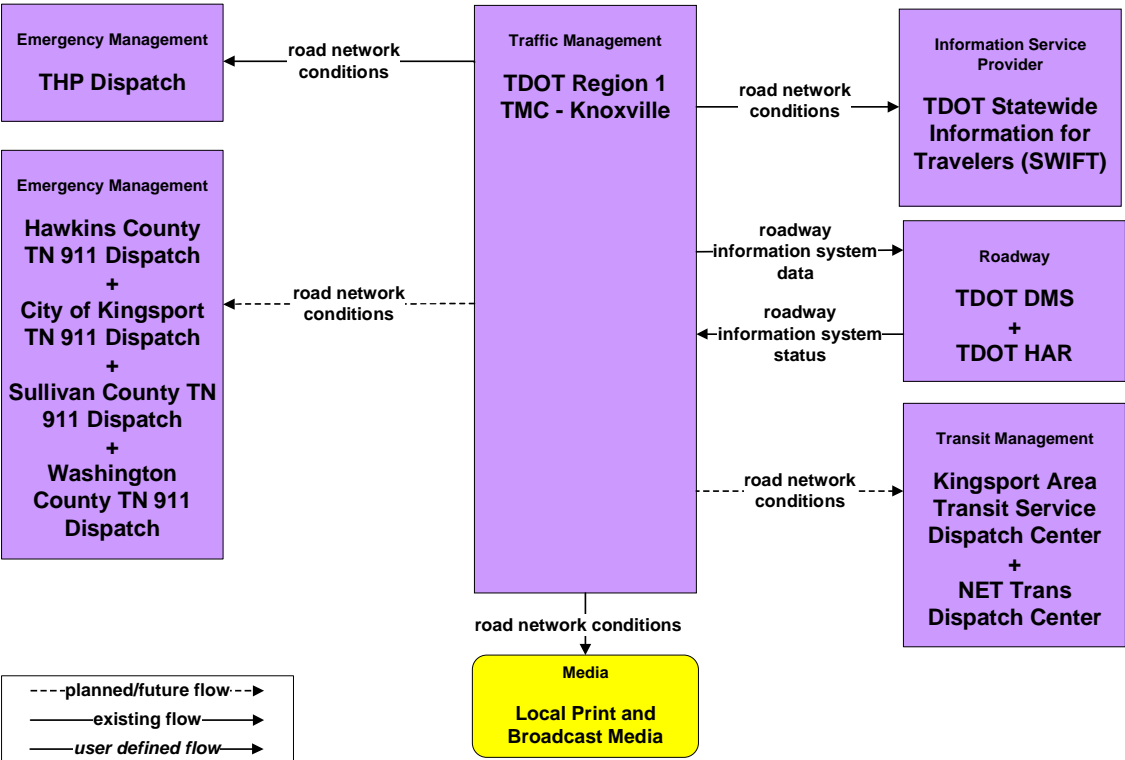 Emergency Management
THP Dispatch
road network
conditions
Traffic Management
TDOT Region 1
TMC - Knoxville
road network
conditions
Information Service
Provider
TDOT Statewide
Information for
Travelers (SWIFT)
Emergency Management
Hawkins County
TN 911 Dispatch
+
City of Kingsport
TN 911 Dispatch
+
Sullivan County TN
911 Dispatch
+
Washington
County TN 911
Dispatch
road network
conditions
roadway
information system
data
roadway
information system
status
Roadway
TDOT DMS
+
TDOT HAR
road network
conditions
Transit Management
Kingsport Area
Transit Service
Dispatch Center
+
NET Trans
Dispatch Center
road network conditions
Media
Local Print and
Broadcast Media
planned/future flow
existing flow
user defined flow